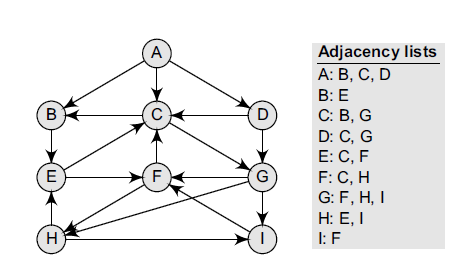 A
B
C
D
E
F
G
H
I
Adjacency lists
A: B, C, D
B: E
C: B, G
D: C, G
E: C, F
F: C, H
G: F, H, I
H: E, I
I: F